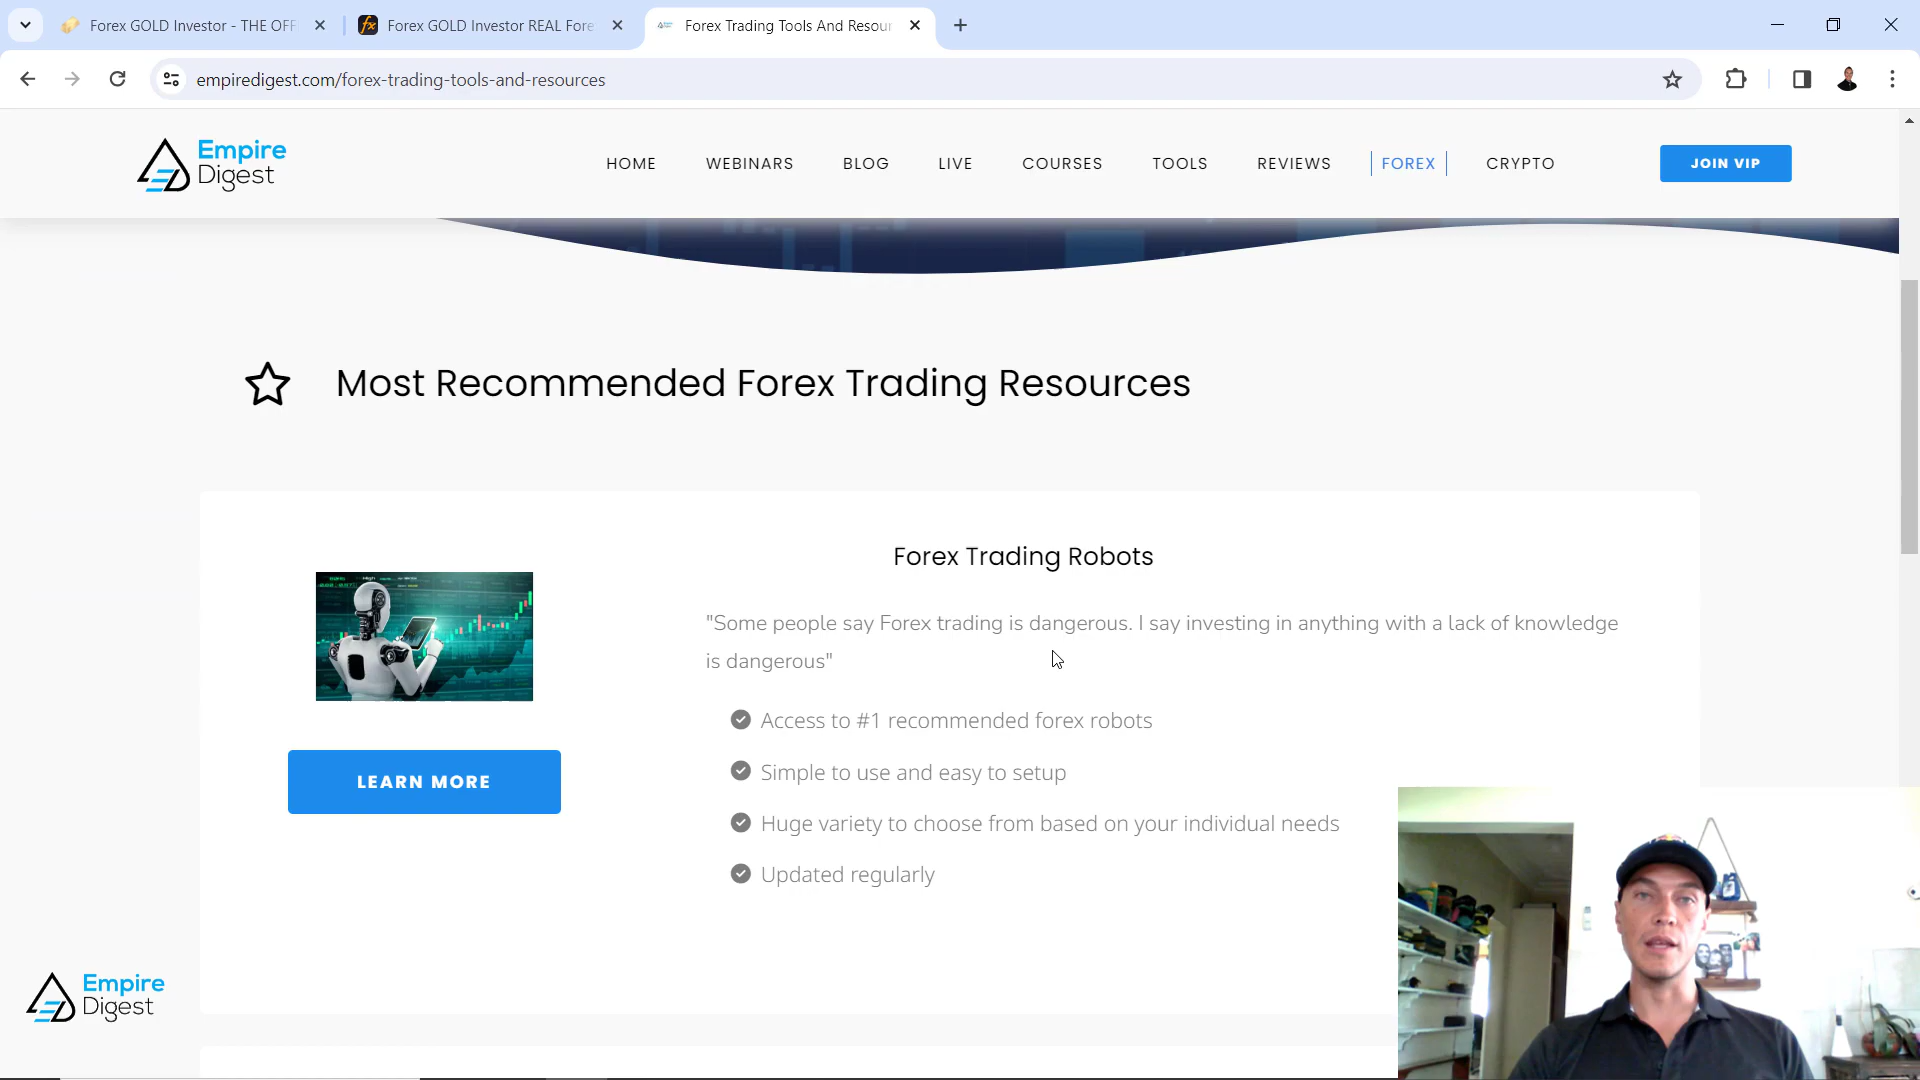 Forex GOLD Investor - THE OFF
Forex GOLD Investor REAL Fore
Forex Trading Tools And Resour
empiredigest.com/forex-trading-tools-and-resources
Empire
Digest
HOME
WEBINARS
BLOG
LIVE
COURSES
TOOLS
REVIEWS
FOREX
CRYPTO
JOIN VIP
Most Recommended Forex Trading Resources
Forex Trading Robots
"Some people say Forex trading is dangerous. I say investing in anything with a lack of knowledge
is dangerous"
Access to #1 recommended forex robots
Simple to use and easy to setup
Huge variety to choose from based on your individual needs
Updated regularly
LEARN MORE
Empire
Digest